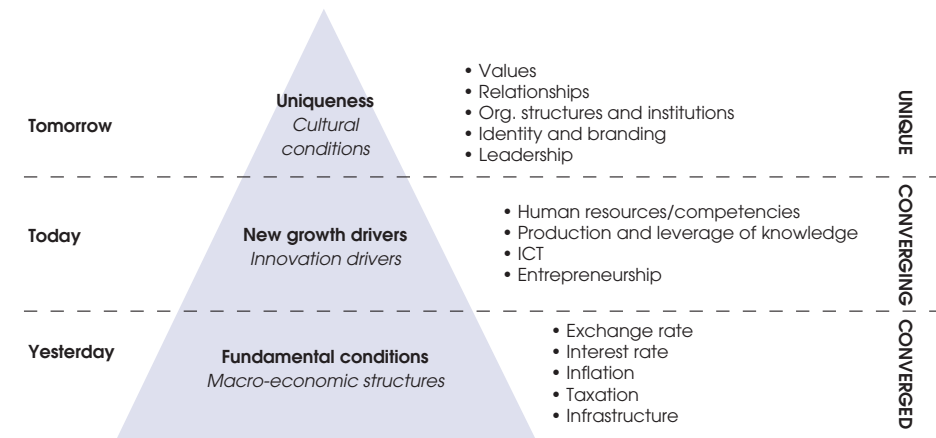 Tomorrow
Uniqueness
Cultural
conditions
• Values
• Relationships
• Org. structures and institutions
• Identity and branding
• Leadership
UNIQUE
Today
New growth drivers
Innovation drivers
• Human resources/competencies
• Production and leverage of knowledge
• ICT
• Entrepreneurship
CONVERGING
Yesterday
Fundamental conditions
Macro-economic structures
• Exchange rate
• Interest rate
• Inflation
• Taxation
• Infrastructure
CONVERGED